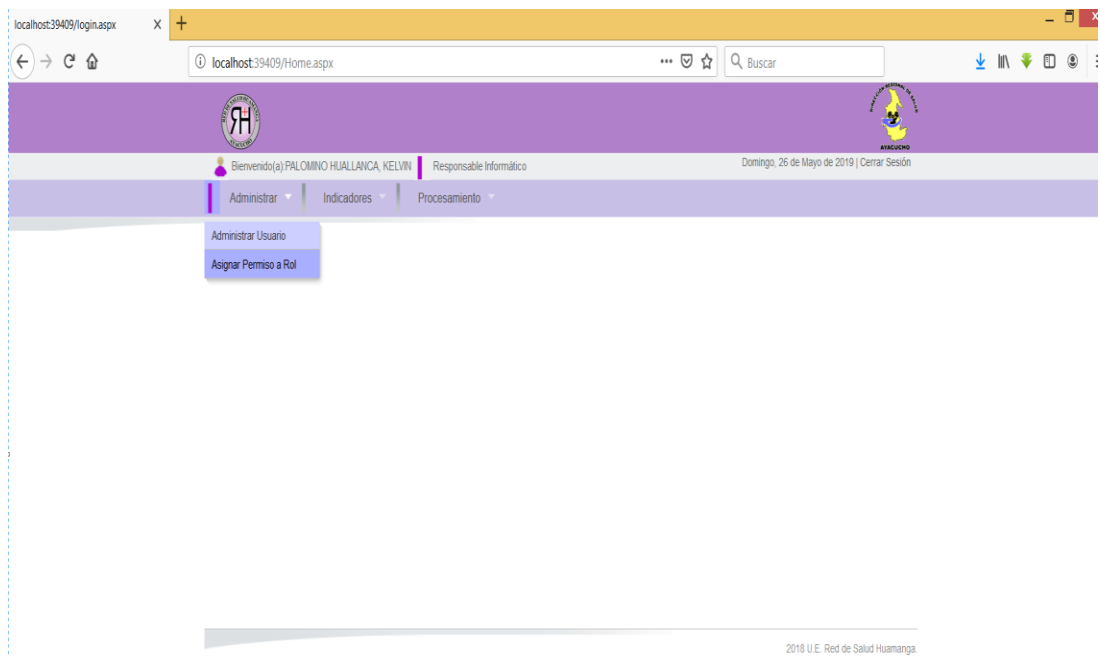 localhost:39409/login.aspx X +
localhost:39409/Home.aspx
Buscar
RH
AYACUCHO
Bienvenido(a):PALOMINO HUALLANCA, KELVIN Responsable Informático
Domingo, 26 de Mayo de 2019 | Cerrar Sesión
Administrar Indicadores Procesamiento
Administrar Usuario
Asignar Permiso a Rol
2018 U.E. Red de Salud Huamanga.